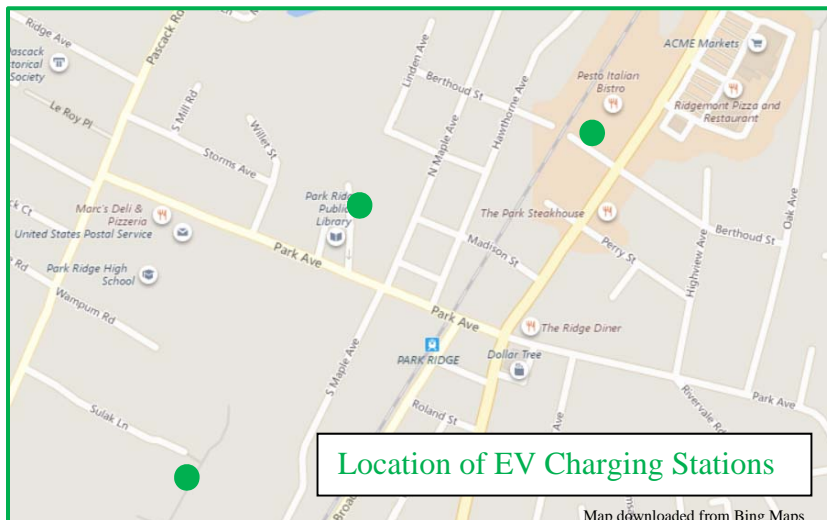 Ridge Ave
Pascack Rd
Pascack
Historical
Society
Le Roy Pl
S Mill Rd
Willet St
Storms Ave
Linden Ave
Berthoud St
N Maple Ave
Hawthorne Ave
ACME Markets
Pesto Italian
Bistro
Ridgemont Pizza and
Restaurant
Park Ridge
Public
Library
Marc's Deli &
Pizzeria
United States Postal Service
ck Ct
Park Ridge High
School
Wampum Rd
Park Ave
The Park Steakhouse
Madison St
Perry St
Highview Ave
Berthoud St
Oak Ave
Park Ave
The Ridge Diner
PARK RIDGE
Dollar Tree
S Maple Ave
Roland St
Ave
Rivervale Rd
Park Ave
Sulak Ln
Broad
Location of EV Charging Stations
Map downloaded from Bing Maps